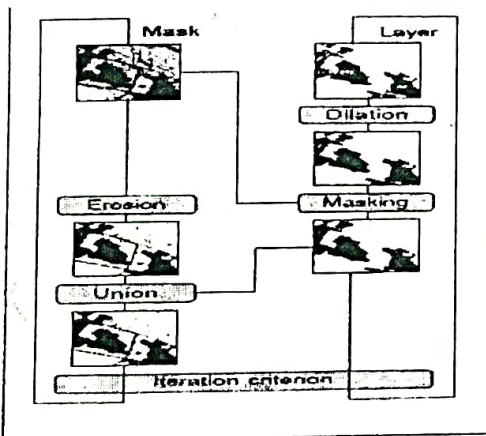 Mask
Layer
Dilation
Erosion
Masking
Union
Iteration criterion